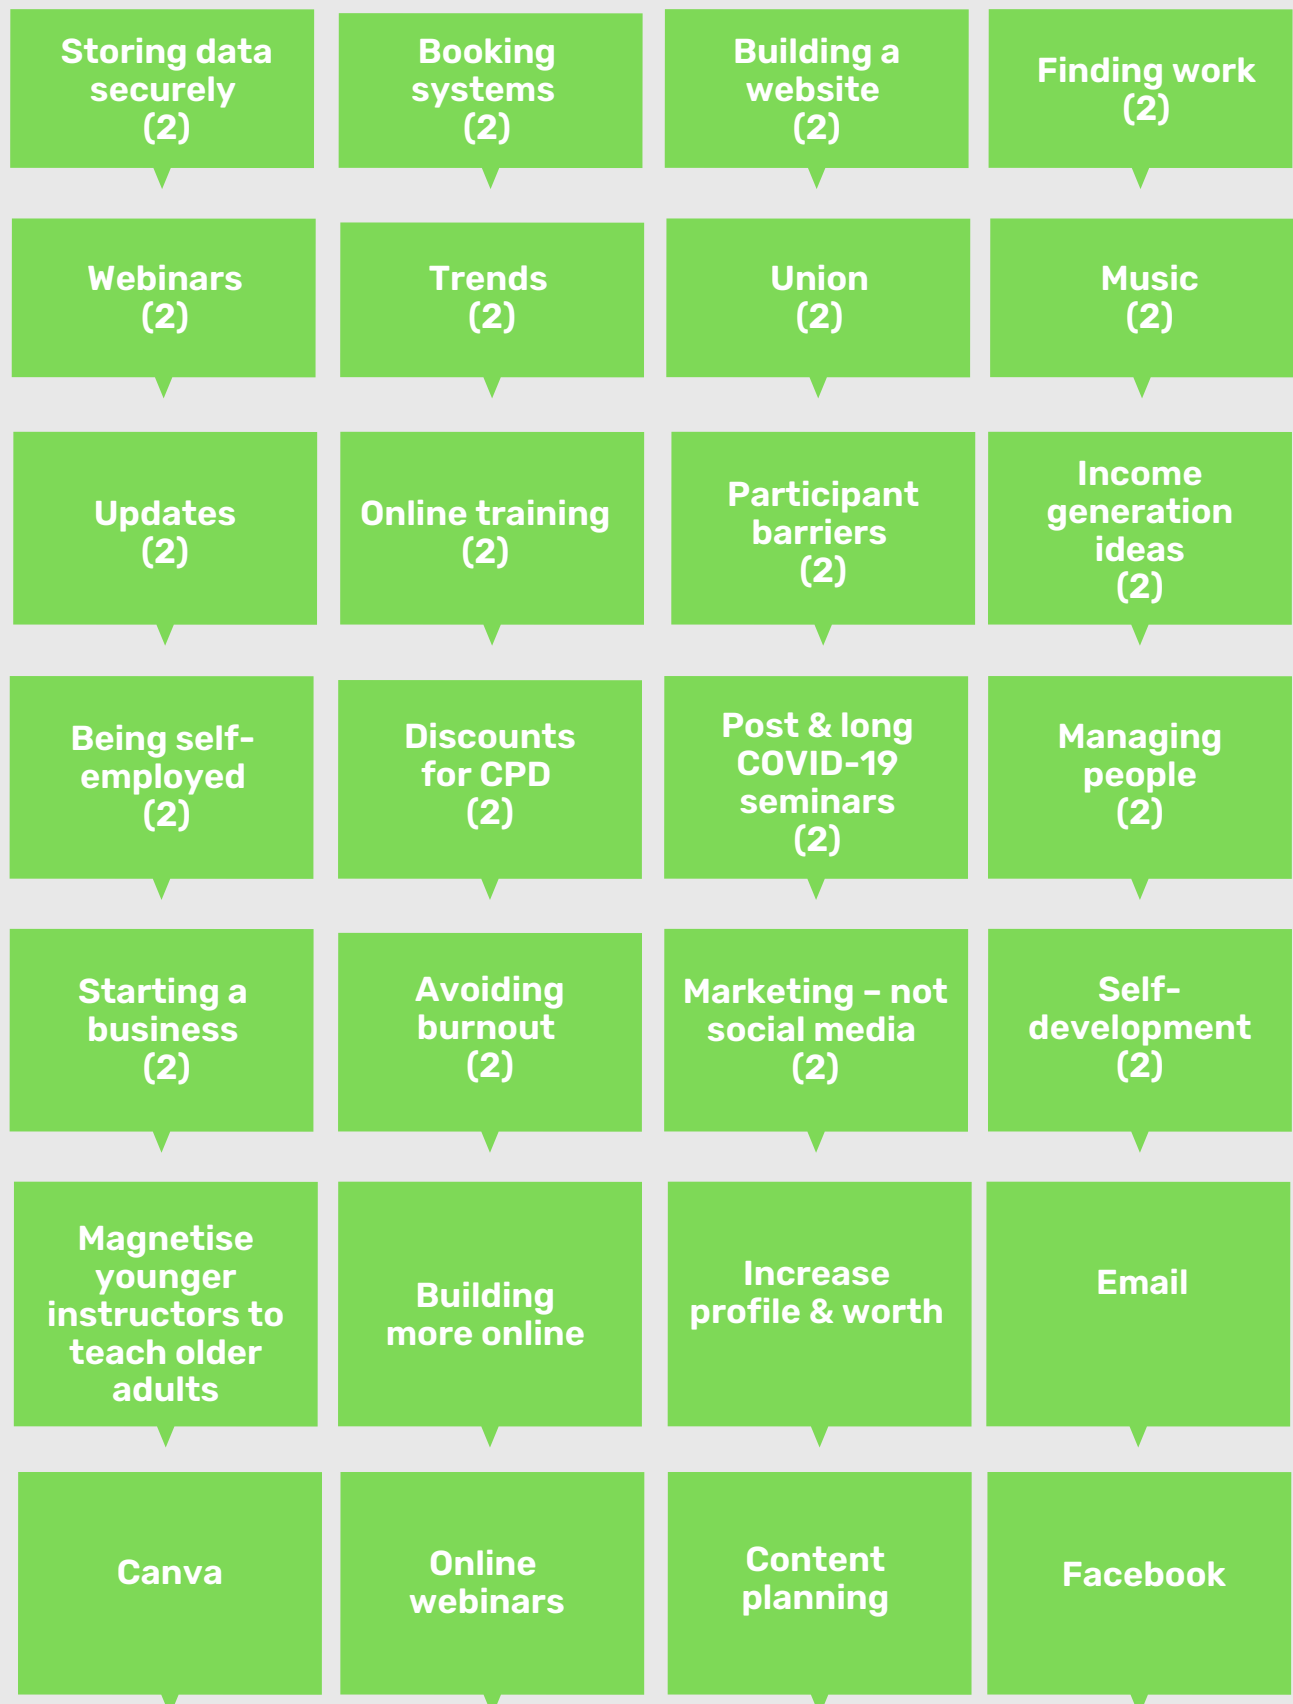 Storing data
securely
(2)
Booking
systems
(2)
Building a
website
(2)
Finding work
(2)
Webinars
(2)
Trends
(2)
Union
(2)
Music
(2)
Updates
(2)
Online training
(2)
Participant
barriers
(2)
Income
generation
ideas
(2)
Being self-
employed
(2)
Discounts
for CPD
(2)
Post & long
COVID-19
seminars
(2)
Managing
people
(2)
Starting a
business
(2)
Avoiding
burnout
(2)
Marketing – not
social media
(2)
Self-
development
(2)
Magnetise
younger
instructors to
teach older
adults
Building
more online
Increase
profile & worth
Email
Canva
Online
webinars
Content
planning
Facebook